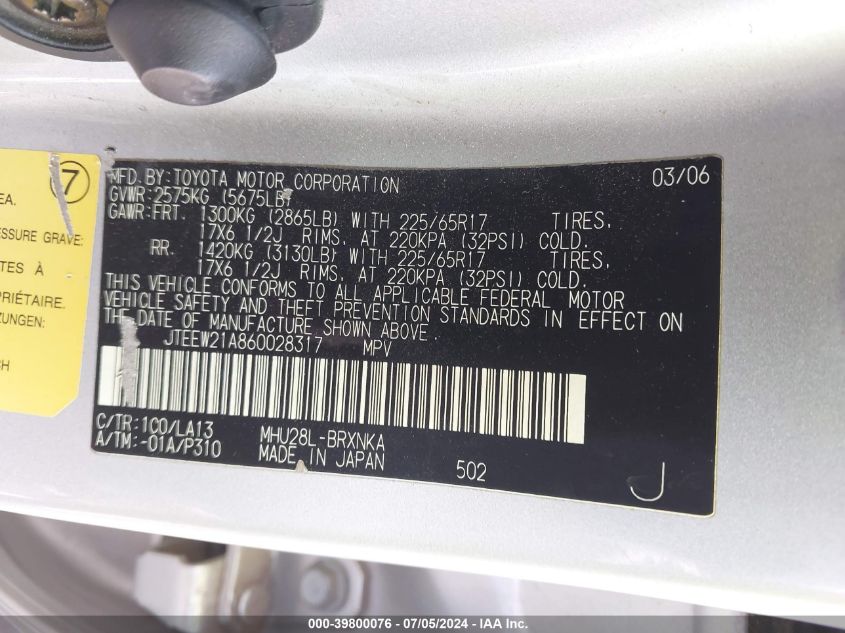 7
EA.
ESSURE GRAVE:
TES À
PRIÉTAIRE.
ZUNGEN:
CH
MFD.BY:TOYOTA MOTOR CORPORATION 03/06
GVWR:2575KG (5675LB)
GAWR:FRT. 1300KG (2865LB) WITH 225/65R17 TIRES,
17X6 1/2J RIMS, AT 220KPA (32PSI) COLD.
RR. 1420KG (3130LB) WITH 225/65R17 TIRES,
17X6 1/2J RIMS, AT 220KPA (32PSI) COLD.
THIS VEHICLE CONFORMS TO ALL APPLICABLE FEDERAL MOTOR
VEHICLE SAFETY AND THEFT PREVENTION STANDARDS IN EFFECT ON
THE DATE OF MANUFACTURE SHOWN ABOVE.
JTEEW21A860028317 MPV
C/TR:1C0/LA13 MHU28L-BRXNKA
A/TM:-01A/P310 MADE IN JAPAN 502 J
000-39800076 - 07/05/2024 - IAA Inc.